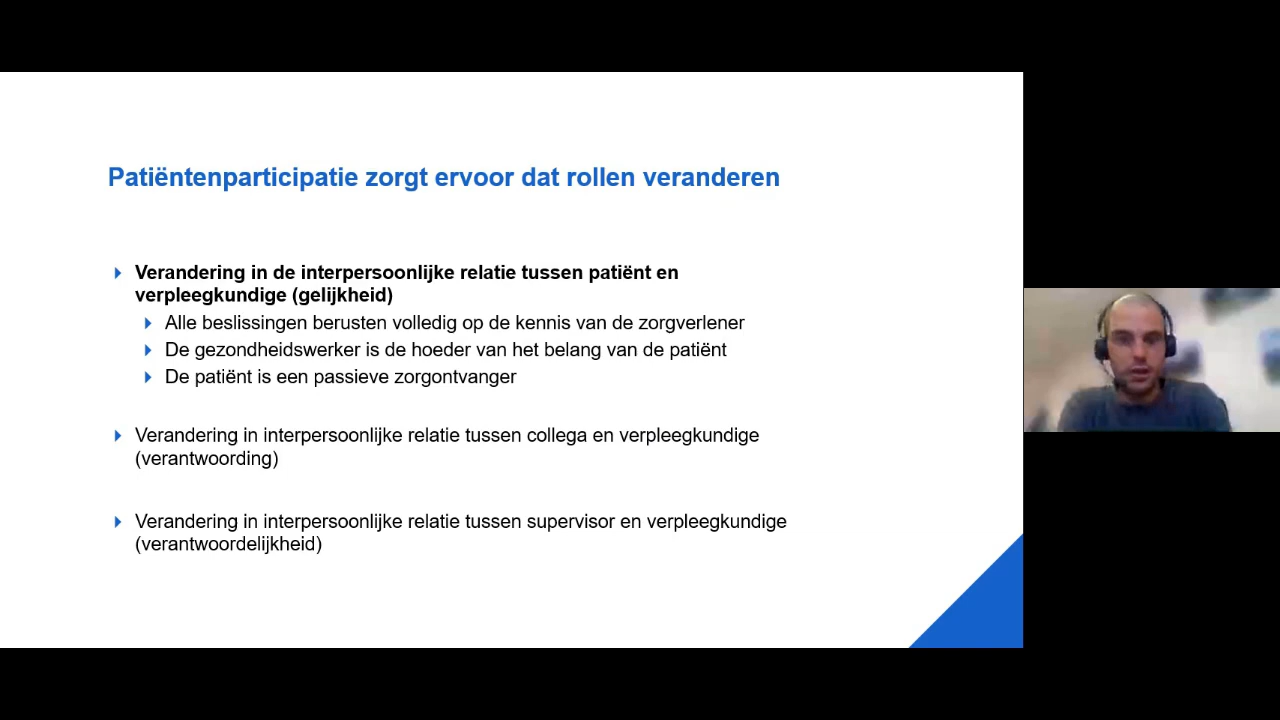 Patiëntenparticipatie zorgt ervoor dat rollen veranderen
Verandering in de interpersoonlijke relatie tussen patiënt en
verpleegkundige (gelijkheid)
Alle beslissingen berusten volledig op de kennis van de zorgverlener
De gezondheidswerker is de hoeder van het belang van de patiënt
De patiënt is een passieve zorgontvanger
Verandering in interpersoonlijke relatie tussen collega en verpleegkundige
(verantwoording)
Verandering in interpersoonlijke relatie tussen supervisor en verpleegkundige
(verantwoordelijkheid)